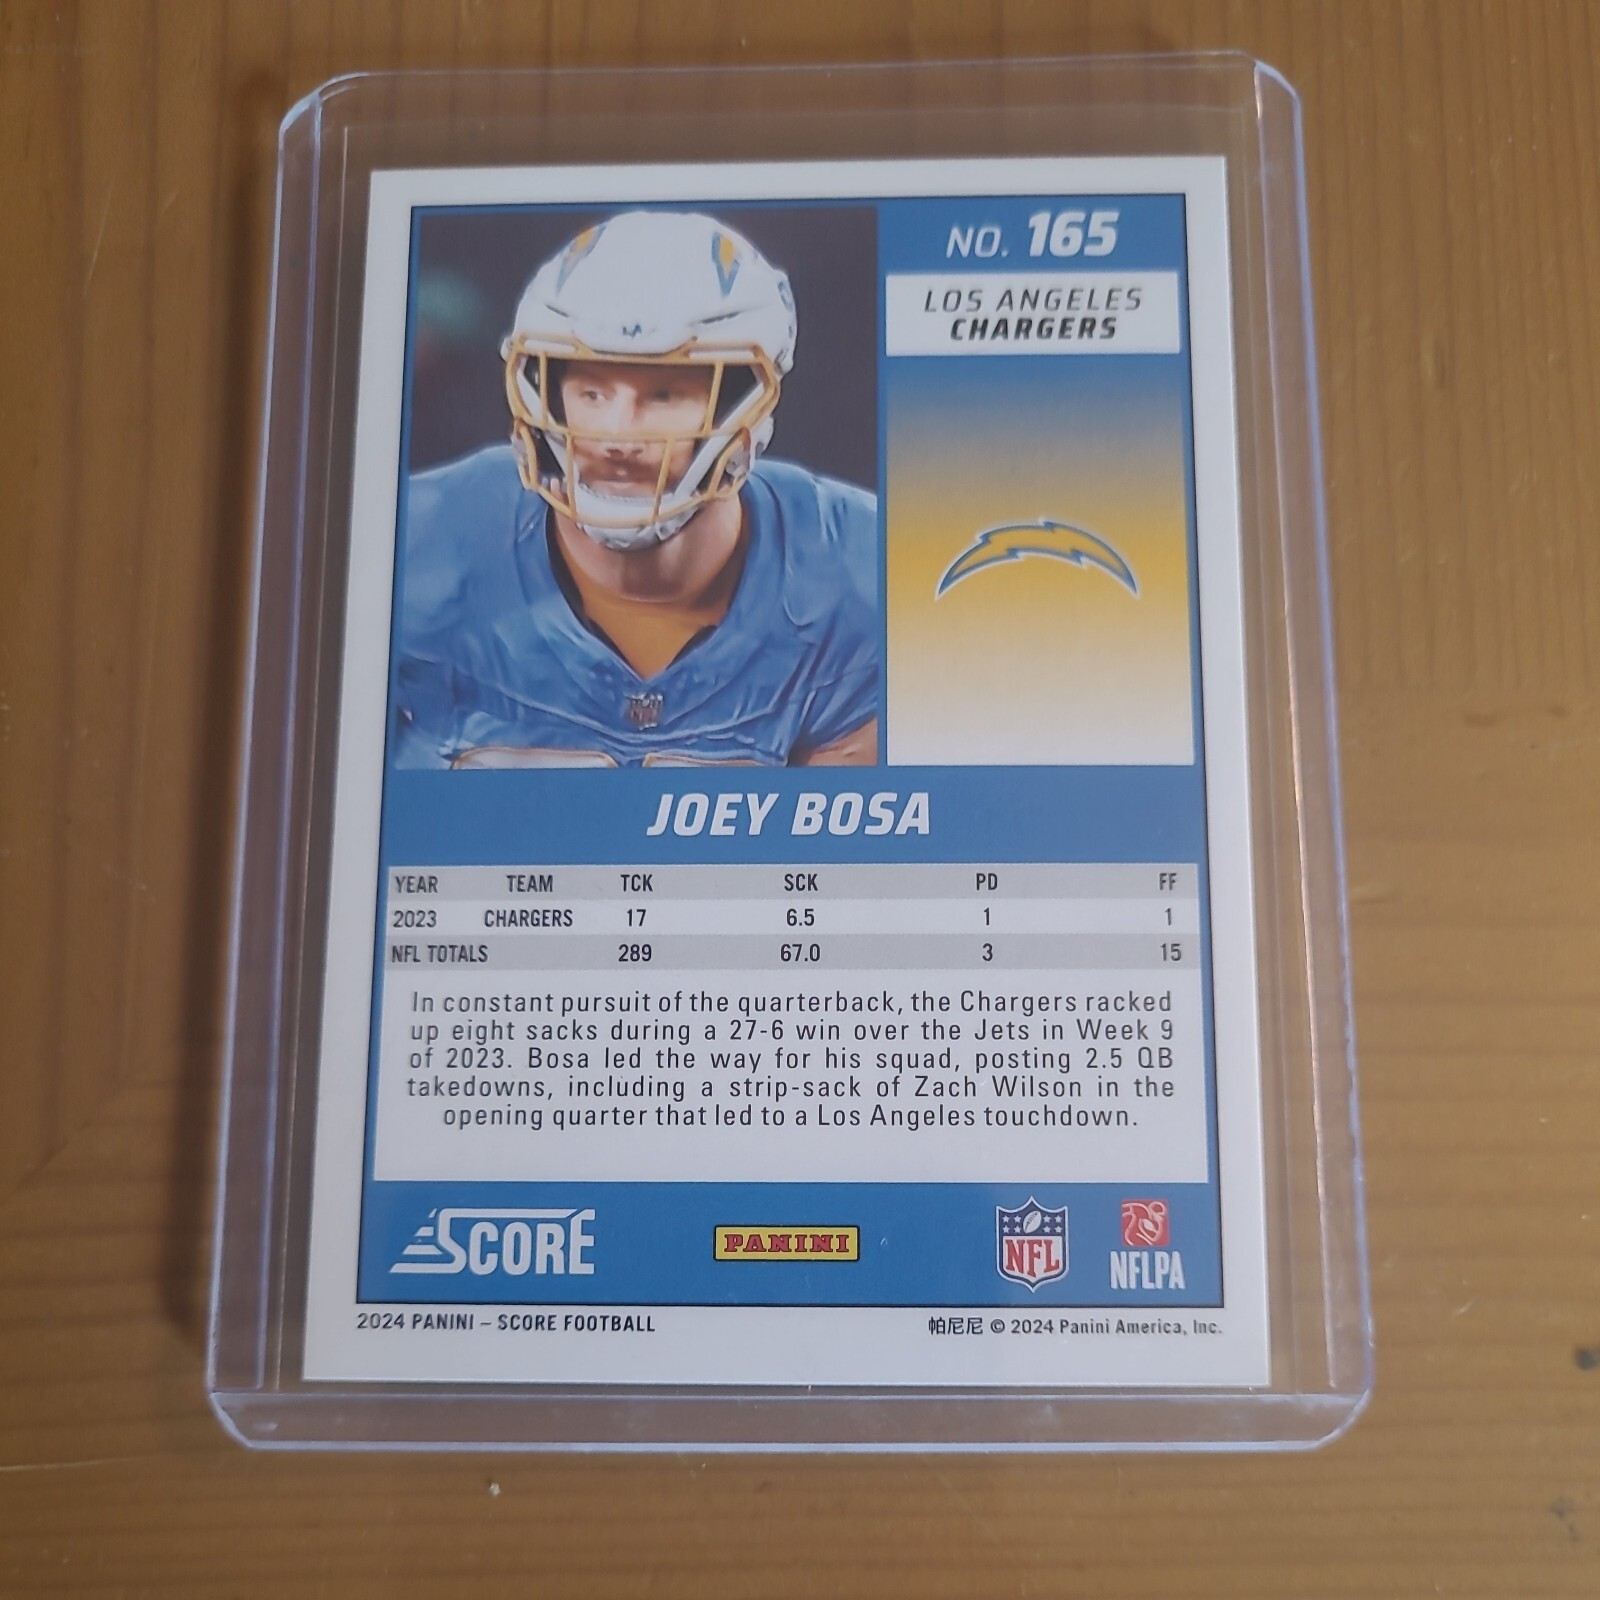 NO. 165
LOS ANGELES
CHARGERS
JOEY BOSA
YEAR TEAM TCK SCK PD FF
2023 CHARGERS 17 6.5 1 1
NFL TOTALS 289 67.0 3 15
In constant pursuit of the quarterback, the Chargers racked
up eight sacks during a 27-6 win over the Jets in Week 9
of 2023. Bosa led the way for his squad, posting 2.5 QB
takedowns, including a strip-sack of Zach Wilson in the
opening quarter that led to a Los Angeles touchdown.
SCORE PANINI NFL NFLPA
2024 PANINI – SCORE FOOTBALL 帕尼尼 © 2024 Panini America, Inc.